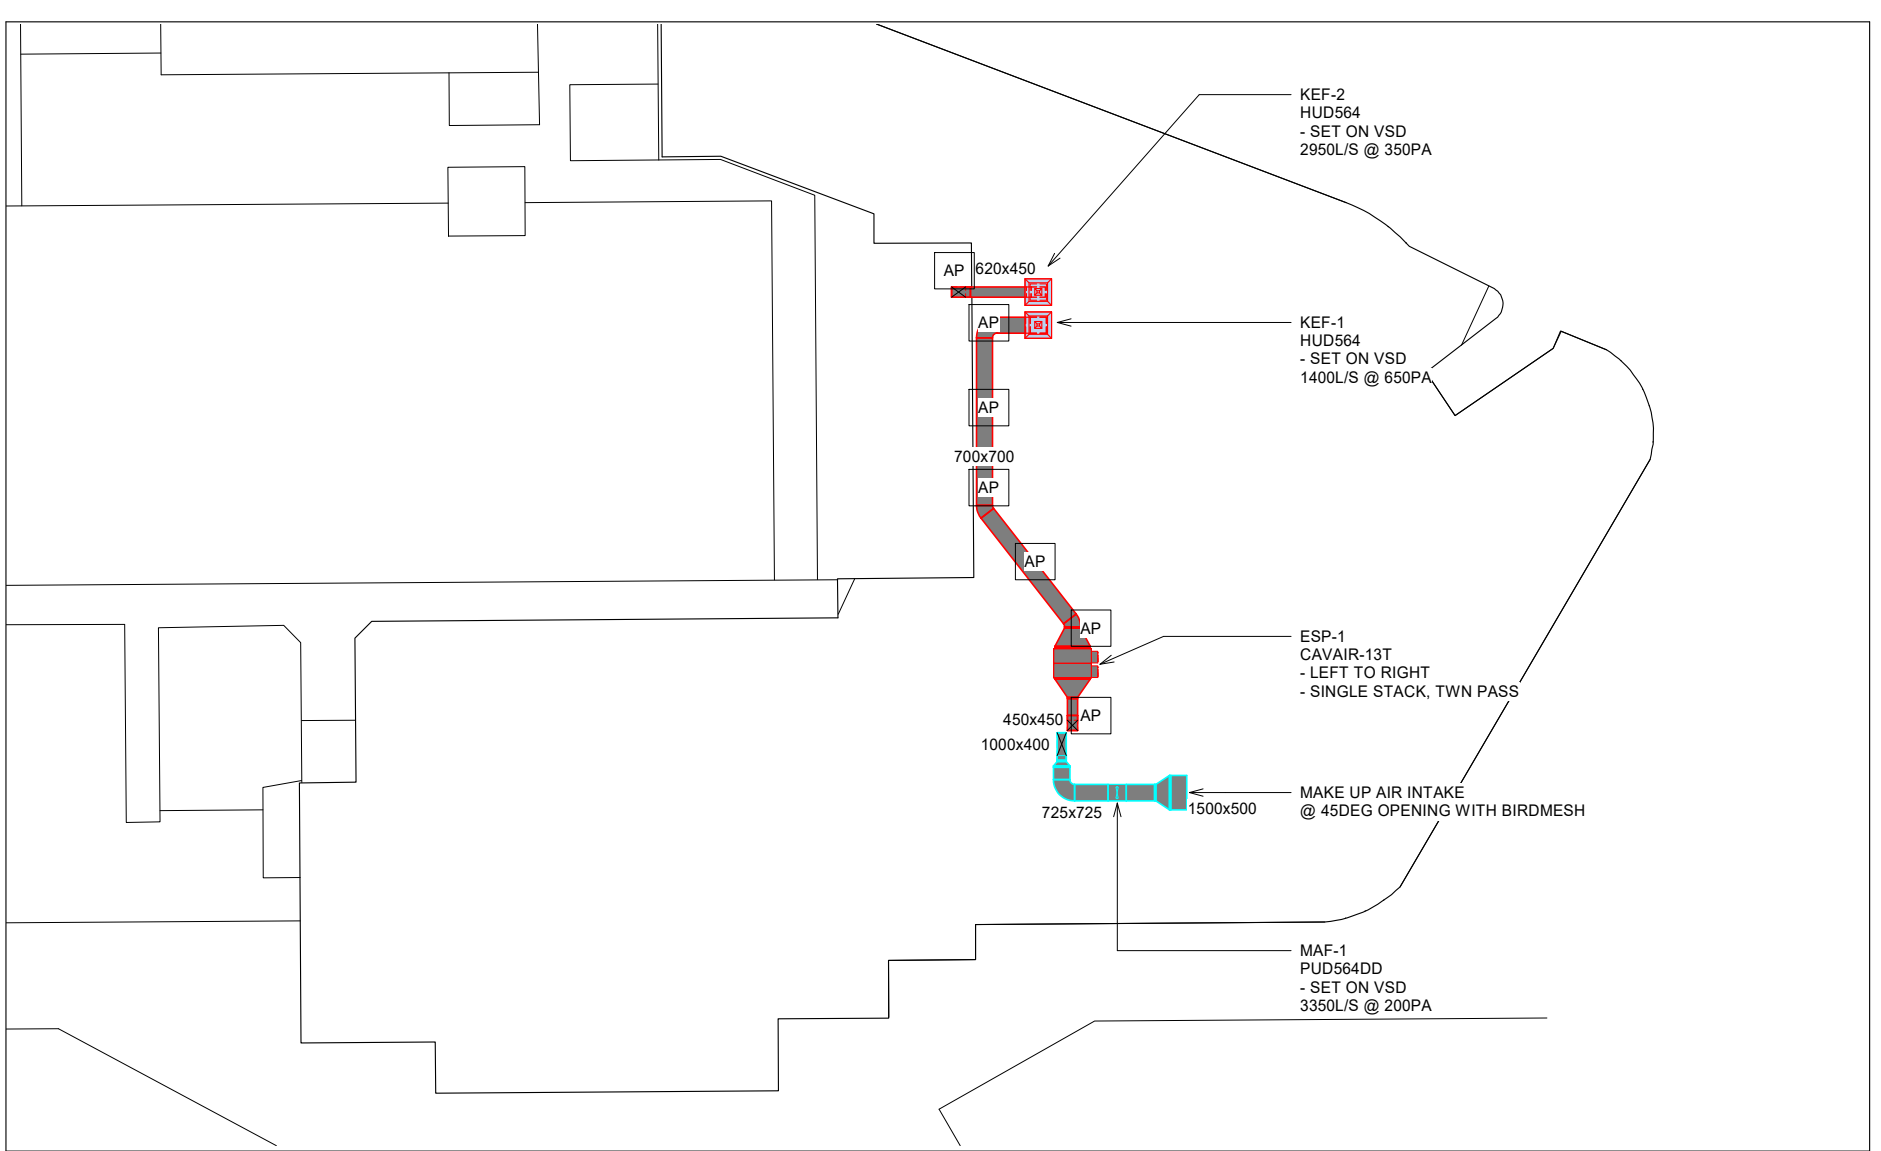 KEF-2
HUD564
- SET ON VSD
2950L/S @ 350PA
AP
620x450
AP
KEF-1
HUD564
- SET ON VSD
1400L/S @ 650PA
AP
700x700
AP
AP
AP
ESP-1
CAVAIR-13T
- LEFT TO RIGHT
- SINGLE STACK, TWN PASS
AP
450x450
1000x400
725x725
1500x500
MAKE UP AIR INTAKE
@ 45DEG OPENING WITH BIRDMESH
MAF-1
PUD564DD
- SET ON VSD
3350L/S @ 200PA